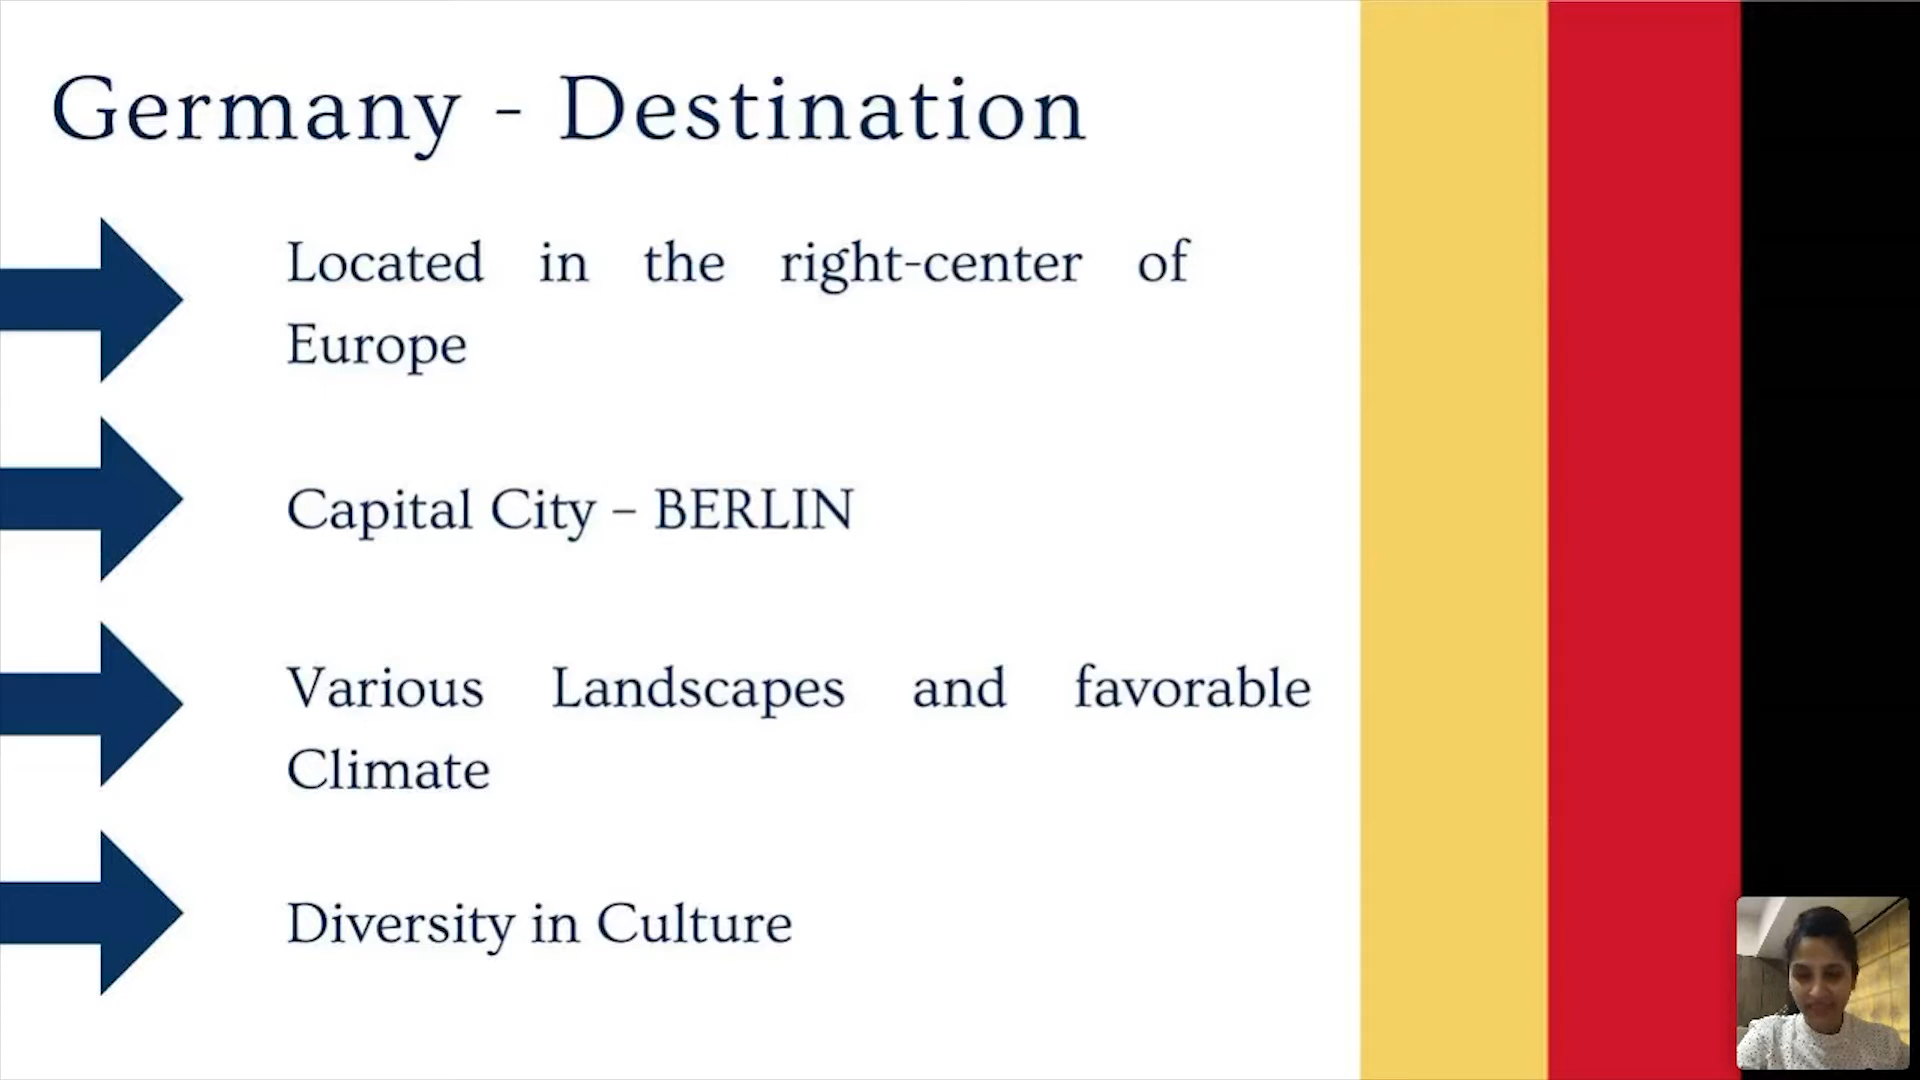 Germany - Destination
Located in the right-center of
Europe
Capital City – BERLIN
Various Landscapes and favorable
Climate
Diversity in Culture